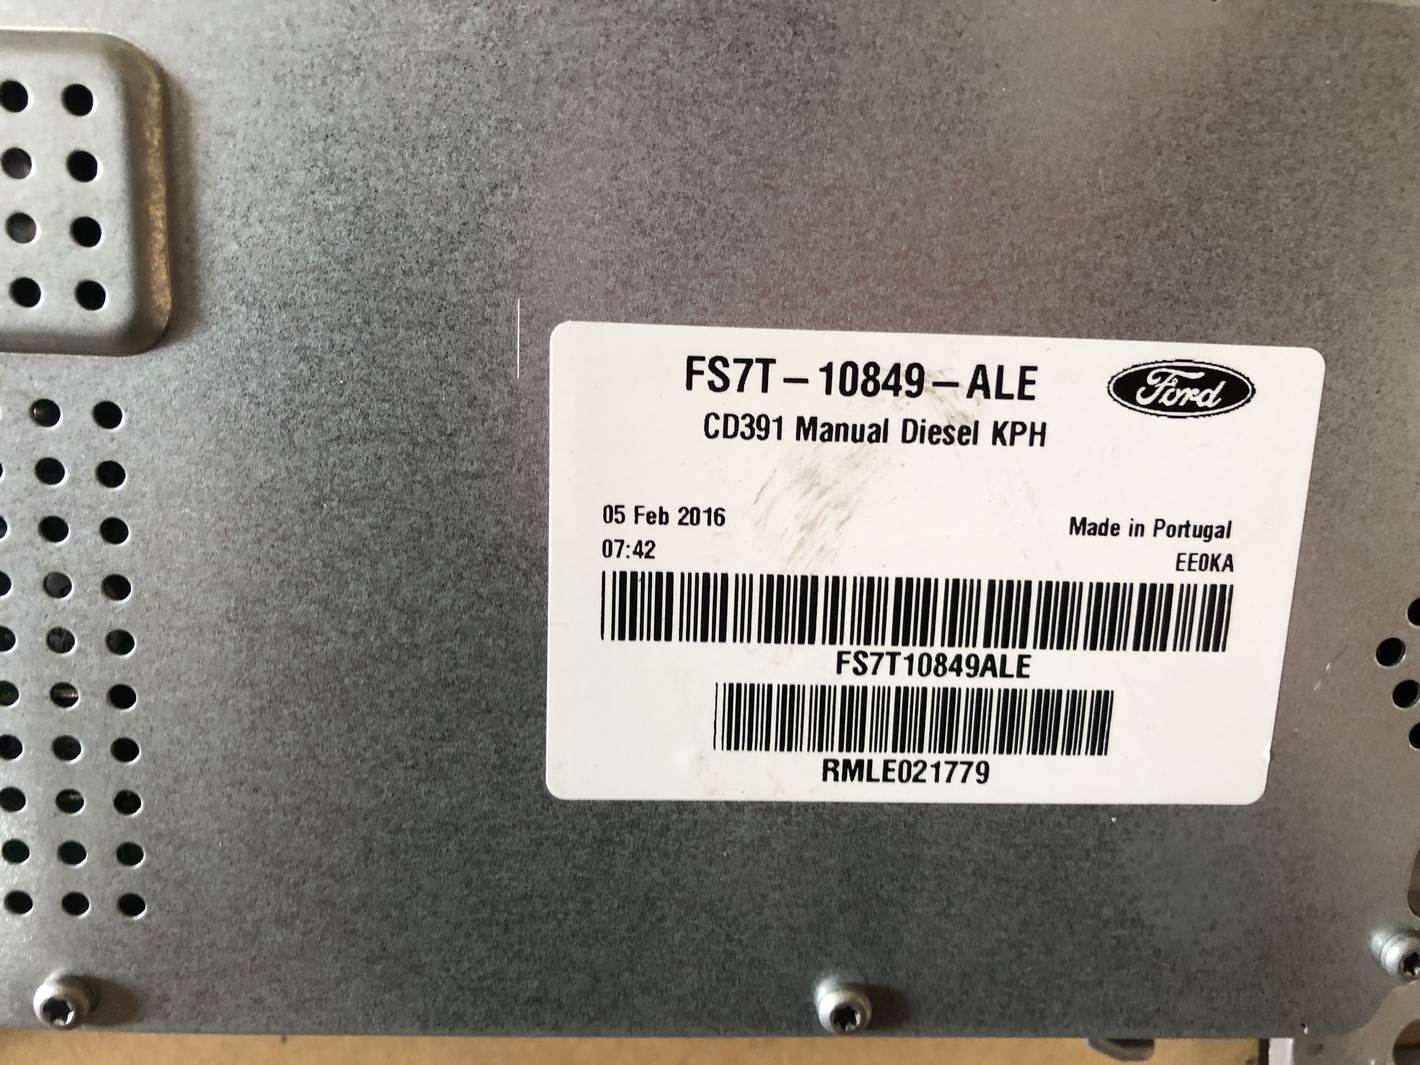 FS7T-10849-ALE
Ford
CD391 Manual Diesel KPH
05 Feb 2016
Made in Portugal
07:42
EE0KA
FS7T10849ALE
RMLE021779